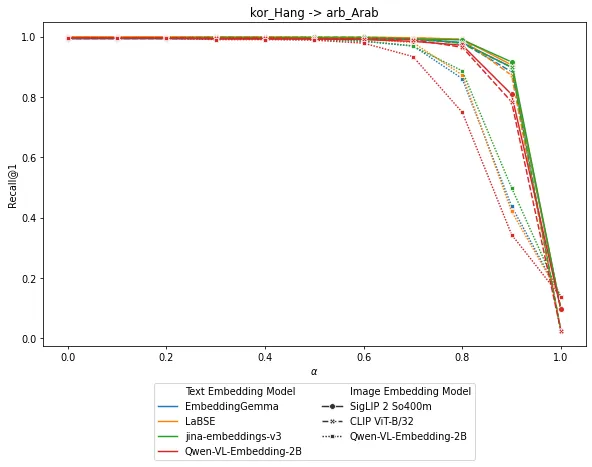 kor_Hang -> arb_Arab
Recall@1
1.0
0.8
0.6
0.4
0.2
0.0
0.0 0.2 0.4 0.6 0.8 1.0
α
Text Embedding Model
EmbeddingGemma
LaBSE
jina-embeddings-v3
Qwen-VL-Embedding-2B
Image Embedding Model
SigLIP 2 So400m
CLIP ViT-B/32
Qwen-VL-Embedding-2B